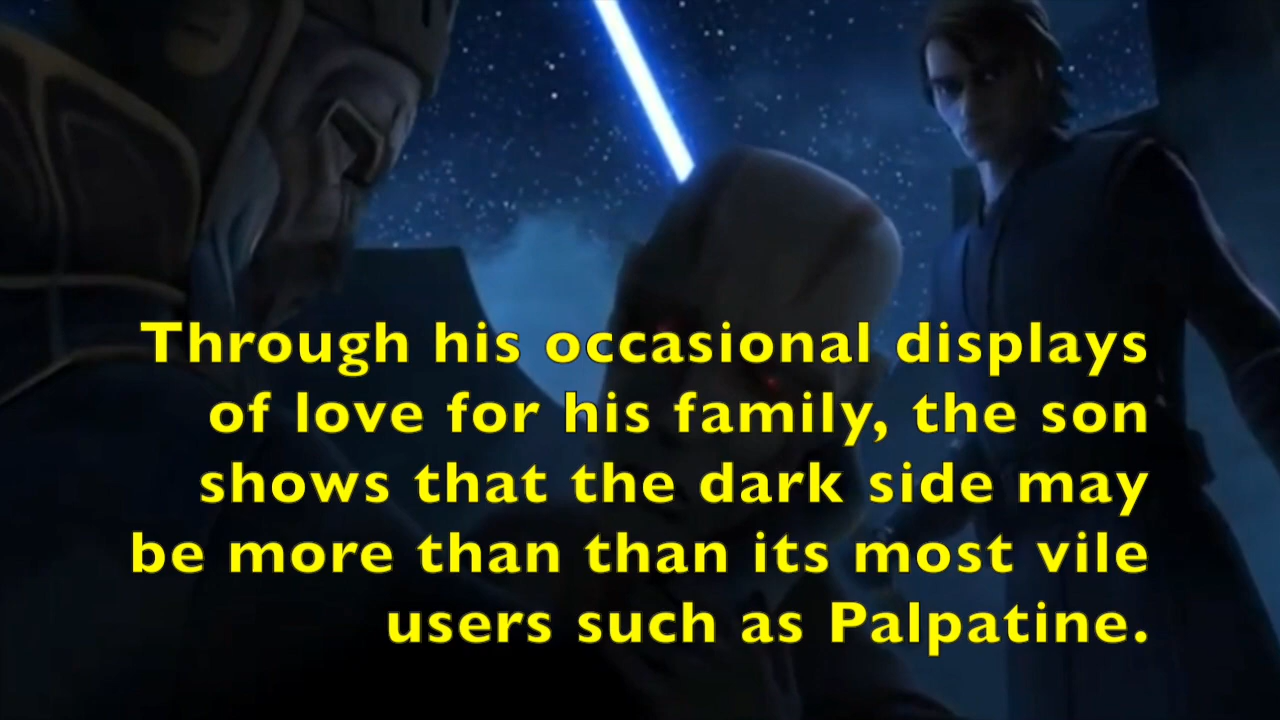 Through his occasional displays
of love for his family, the son
shows that the dark side may
be more than than its most vile
users such as Palpatine.